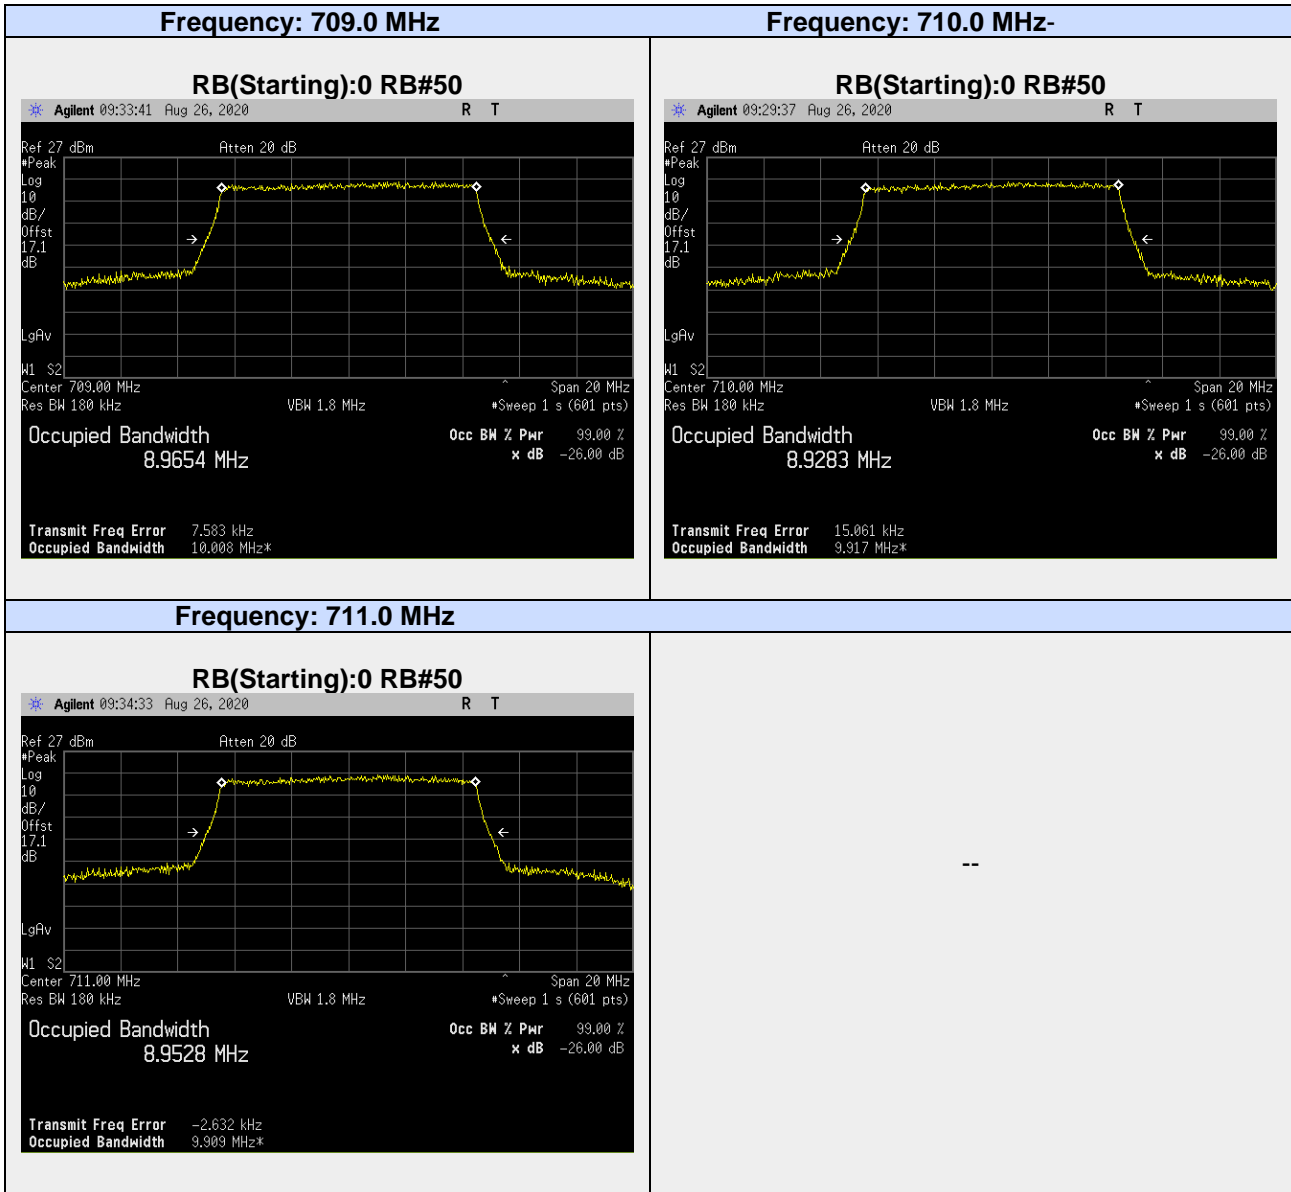 Frequency: 709.0 MHz
Frequency: 710.0 MHz-
RB(Starting):0 RB#50
Agilent 09:33:41 Aug 26, 2020 R T
Ref 27 dBm Atten 20 dB
#Peak
Log
10
dB/
Offst
17.1
dB
LgAv
W1 S2
Center 709.00 MHz ^ Span 20 MHz
Res BW 180 kHz VBW 1.8 MHz #Sweep 1 s (601 pts)
Occupied Bandwidth Occ BW % Pwr 99.00 %
8.9654 MHz x dB -26.00 dB
Transmit Freq Error 7.583 kHz
Occupied Bandwidth 10.008 MHz*
RB(Starting):0 RB#50
Agilent 09:29:37 Aug 26, 2020 R T
Ref 27 dBm Atten 20 dB
#Peak
Log
10
dB/
Offst
17.1
dB
LgAv
W1 S2
Center 710.00 MHz ^ Span 20 MHz
Res BW 180 kHz VBW 1.8 MHz #Sweep 1 s (601 pts)
Occupied Bandwidth Occ BW % Pwr 99.00 %
8.9283 MHz x dB -26.00 dB
Transmit Freq Error 15.061 kHz
Occupied Bandwidth 9.917 MHz*
Frequency: 711.0 MHz
RB(Starting):0 RB#50
Agilent 09:34:33 Aug 26, 2020 R T
Ref 27 dBm Atten 20 dB
#Peak
Log
10
dB/
Offst
17.1
dB
LgAv
W1 S2
Center 711.00 MHz ^ Span 20 MHz
Res BW 180 kHz VBW 1.8 MHz #Sweep 1 s (601 pts)
Occupied Bandwidth Occ BW % Pwr 99.00 %
8.9528 MHz x dB -26.00 dB
Transmit Freq Error -2.632 kHz
Occupied Bandwidth 9.909 MHz*
--